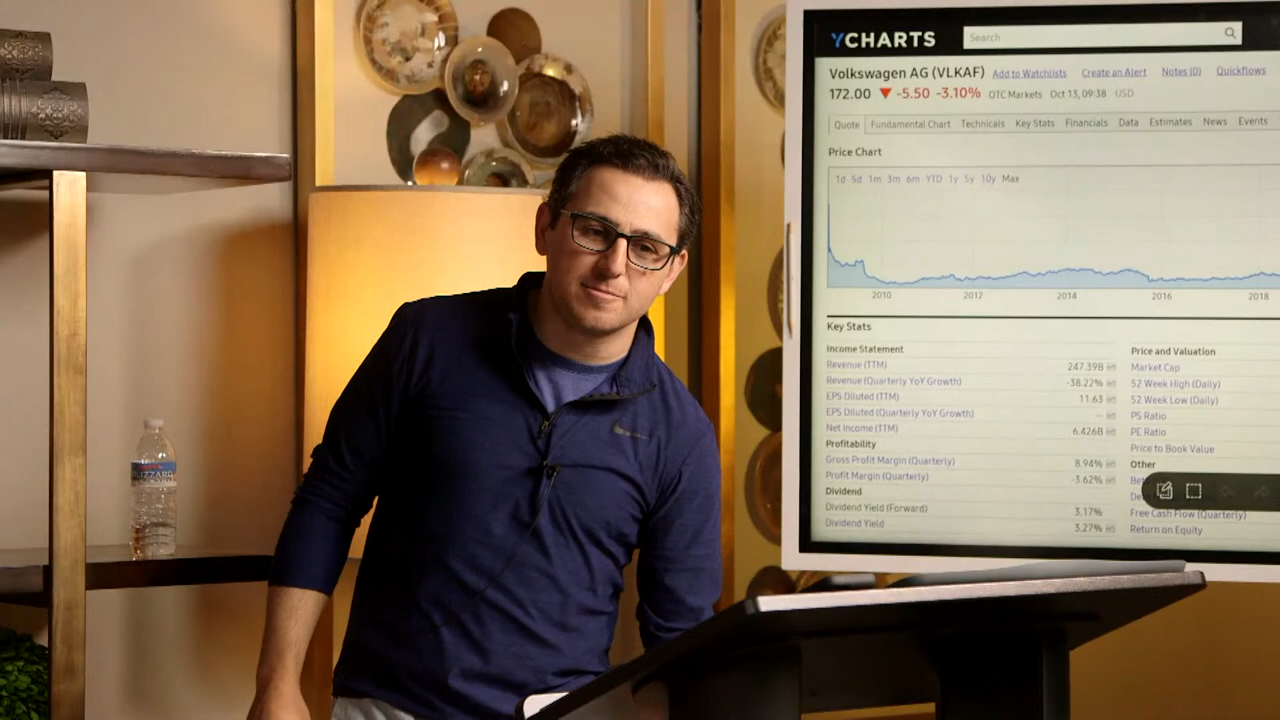 YCHARTS
Search
Volkswagen AG (VLKAF) Add to Watchlists Create an Alert Notes (0) Quickflows
172.00 ▼ -5.50 -3.10% OTC Markets Oct 13, 09:38 USD
Quote Fundamental Chart Technicals Key Stats Financials Data Estimates News Events
Price Chart
1d 5d 1m 3m 6m YTD 1y 5y 10y Max
2010 2012 2014 2016 2018
Key Stats
Income Statement
Revenue (TTM) 247.39B
Revenue (Quarterly YoY Growth) -38.22%
EPS Diluted (TTM) 11.63
EPS Diluted (Quarterly YoY Growth) --
Net Income (TTM) 6.426B
Profitability
Gross Profit Margin (Quarterly) 8.94%
Profit Margin (Quarterly) -3.62%
Dividend
Dividend Yield (Forward) 3.17%
Dividend Yield 3.27%
Price and Valuation
Market Cap
52 Week High (Daily)
52 Week Low (Daily)
PS Ratio
PE Ratio
Price to Book Value
Other
Free Cash Flow (Quarterly)
Return on Equity